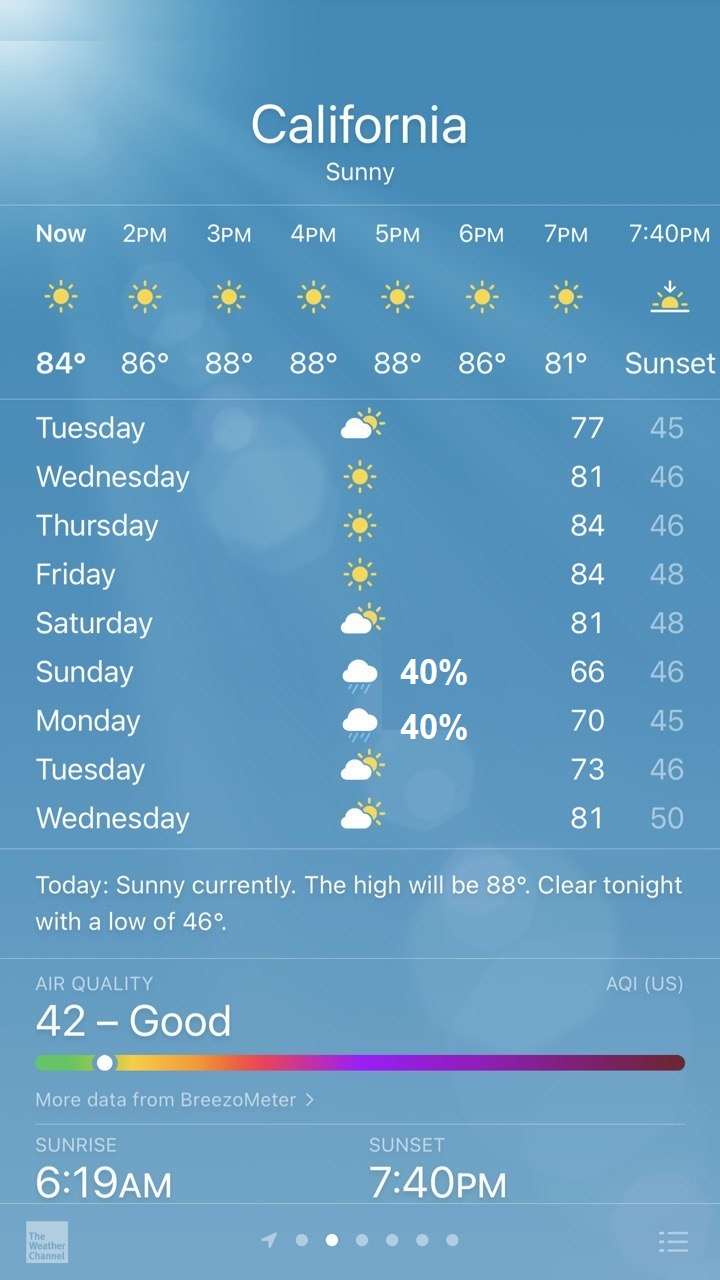 California
Sunny
Now 2PM 3PM 4PM 5PM 6PM 7PM 7:40PM
84° 86° 88° 88° 88° 86° 81° Sunset
Tuesday 77 45
Wednesday 81 46
Thursday 84 46
Friday 84 48
Saturday 81 48
Sunday 40% 66 46
Monday 40% 70 45
Tuesday 73 46
Wednesday 81 50
Today: Sunny currently. The high will be 88°. Clear tonight
with a low of 46°.
AIR QUALITY AQI (US)
42 – Good
More data from BreezoMeter >
SUNRISE SUNSET
6:19AM 7:40PM
The
Weather
Channel